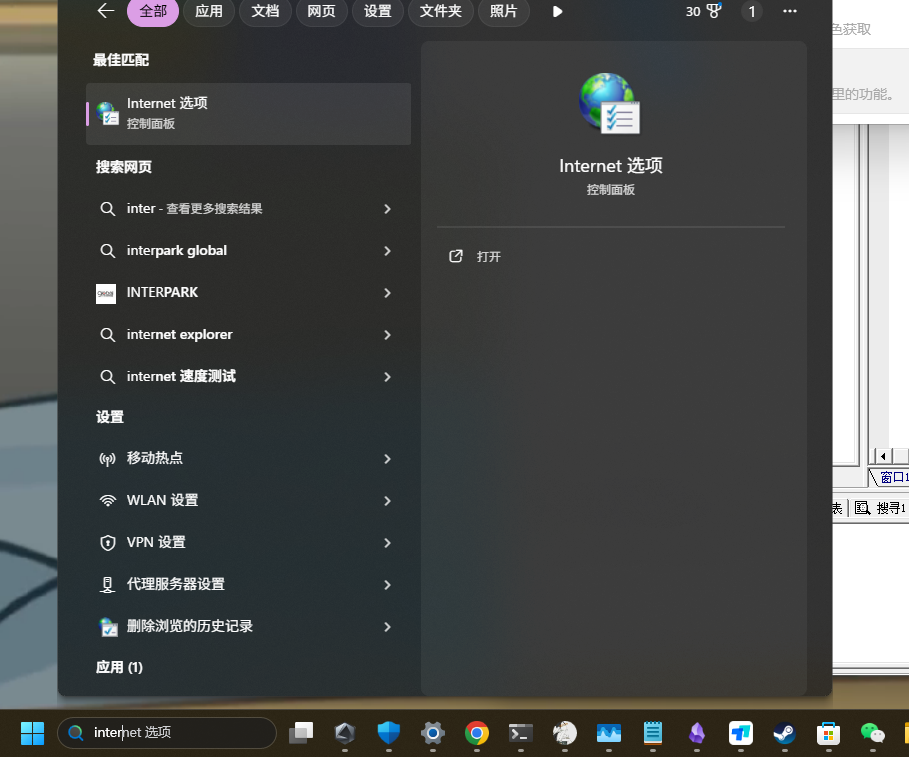 全部 应用 文档 网页 设置 文件夹 照片 30 1
最佳匹配
Internet 选项
控制面板
搜索网页
inter - 查看更多搜索结果
interpark global
INTERPARK
internet explorer
internet 速度测试
设置
移动热点
WLAN 设置
VPN 设置
代理服务器设置
删除浏览的历史记录
应用 (1)
Internet 选项
控制面板
打开
色获取
里的功能。
窗口1
表 搜寻1
internet 选项